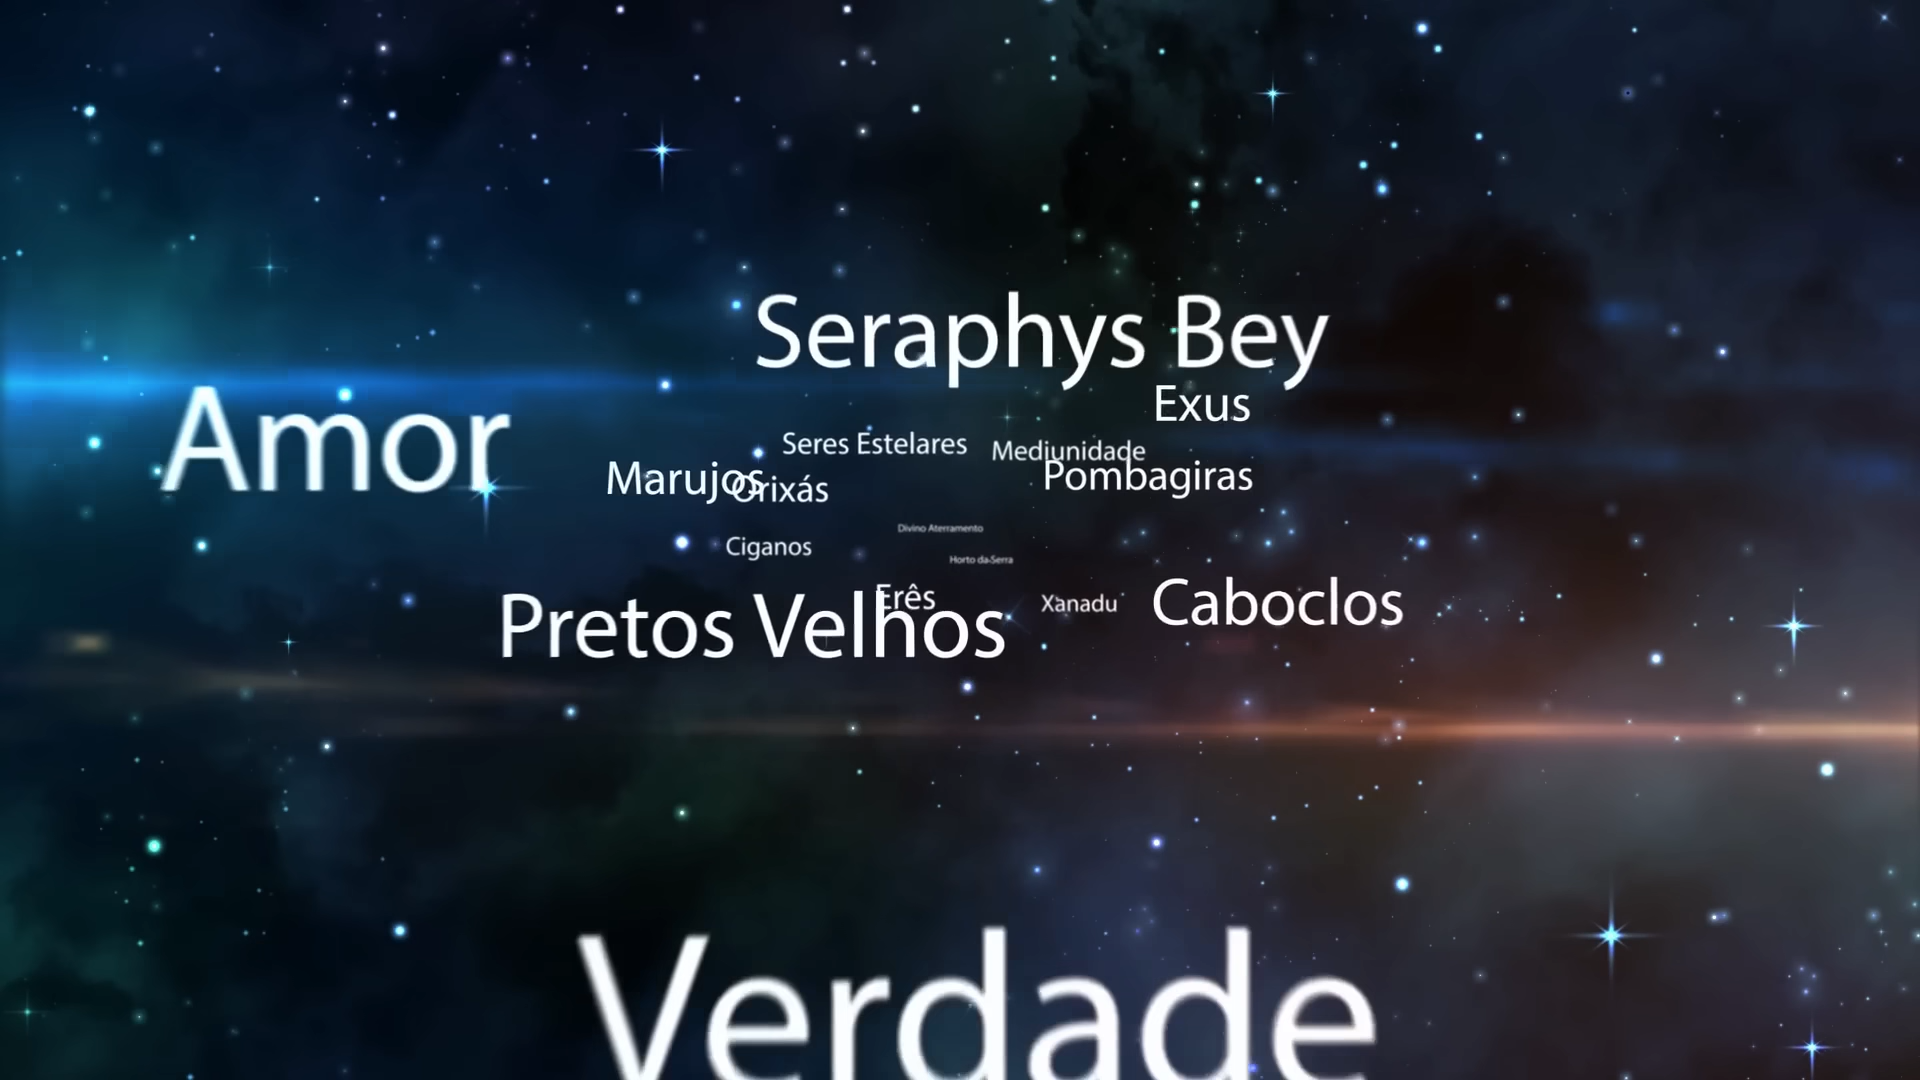 Seraphys Bey
Exus
Amor
Seres Estelares
Mediunidade
Marujos
Orixás
Pombagiras
Divino Aterramento
Ciganos
Horto da Serra
Erês
Xanadu
Caboclos
Pretos Velhos
Verdade